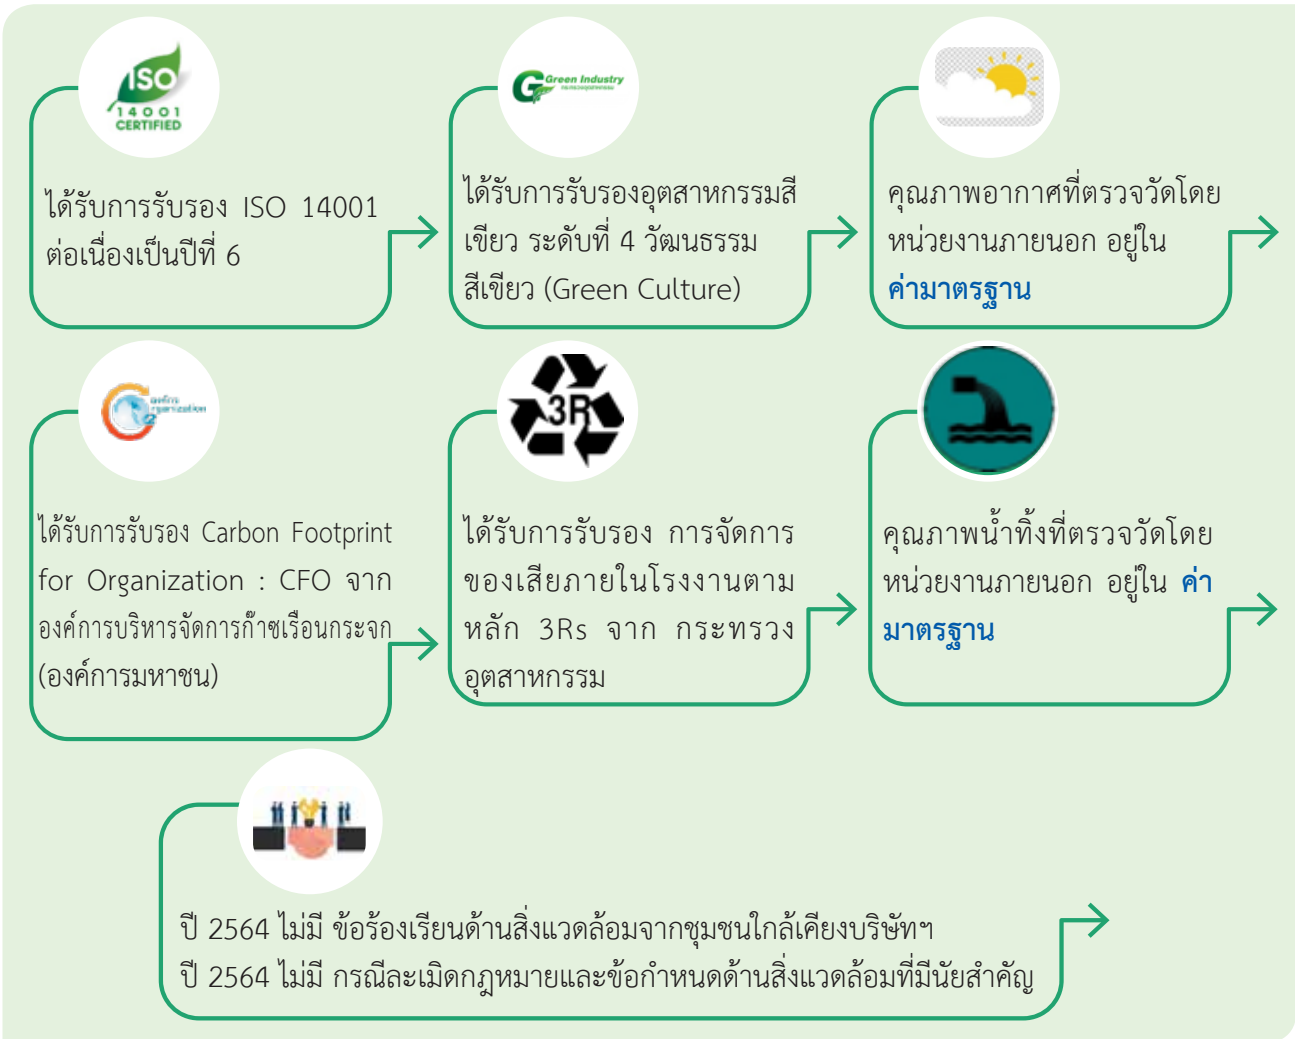 ISO
14001
CERTIFIED
ได้รับการรับรอง ISO 14001
ต่อเนื่องเป็นปีที่ 6
Green Industry
ได้รับการรับรองอุตสาหกรรมสี
เขียว ระดับที่ 4 วัฒนธรรม
สีเขียว (Green Culture)
คุณภาพอากาศที่ตรวจวัดโดย
หน่วยงานภายนอก อยู่ใน
ค่ามาตรฐาน
ได้รับการรับรอง Carbon Footprint
for Organization : CFO จาก
องค์การบริหารจัดการก๊าซเรือนกระจก
(องค์การมหาชน)
3R
ได้รับการรับรอง การจัดการ
ของเสียภายในโรงงานตาม
หลัก 3Rs จาก กระทรวง
อุตสาหกรรม
คุณภาพน้ำทิ้งที่ตรวจวัดโดย
หน่วยงานภายนอก อยู่ใน ค่า
มาตรฐาน
ปี 2564 ไม่มี ข้อร้องเรียนด้านสิ่งแวดล้อมจากชุมชนใกล้เคียงบริษัทฯ
ปี 2564 ไม่มี กรณีละเมิดกฎหมายและข้อกำหนดด้านสิ่งแวดล้อมที่มีนัยสำคัญ